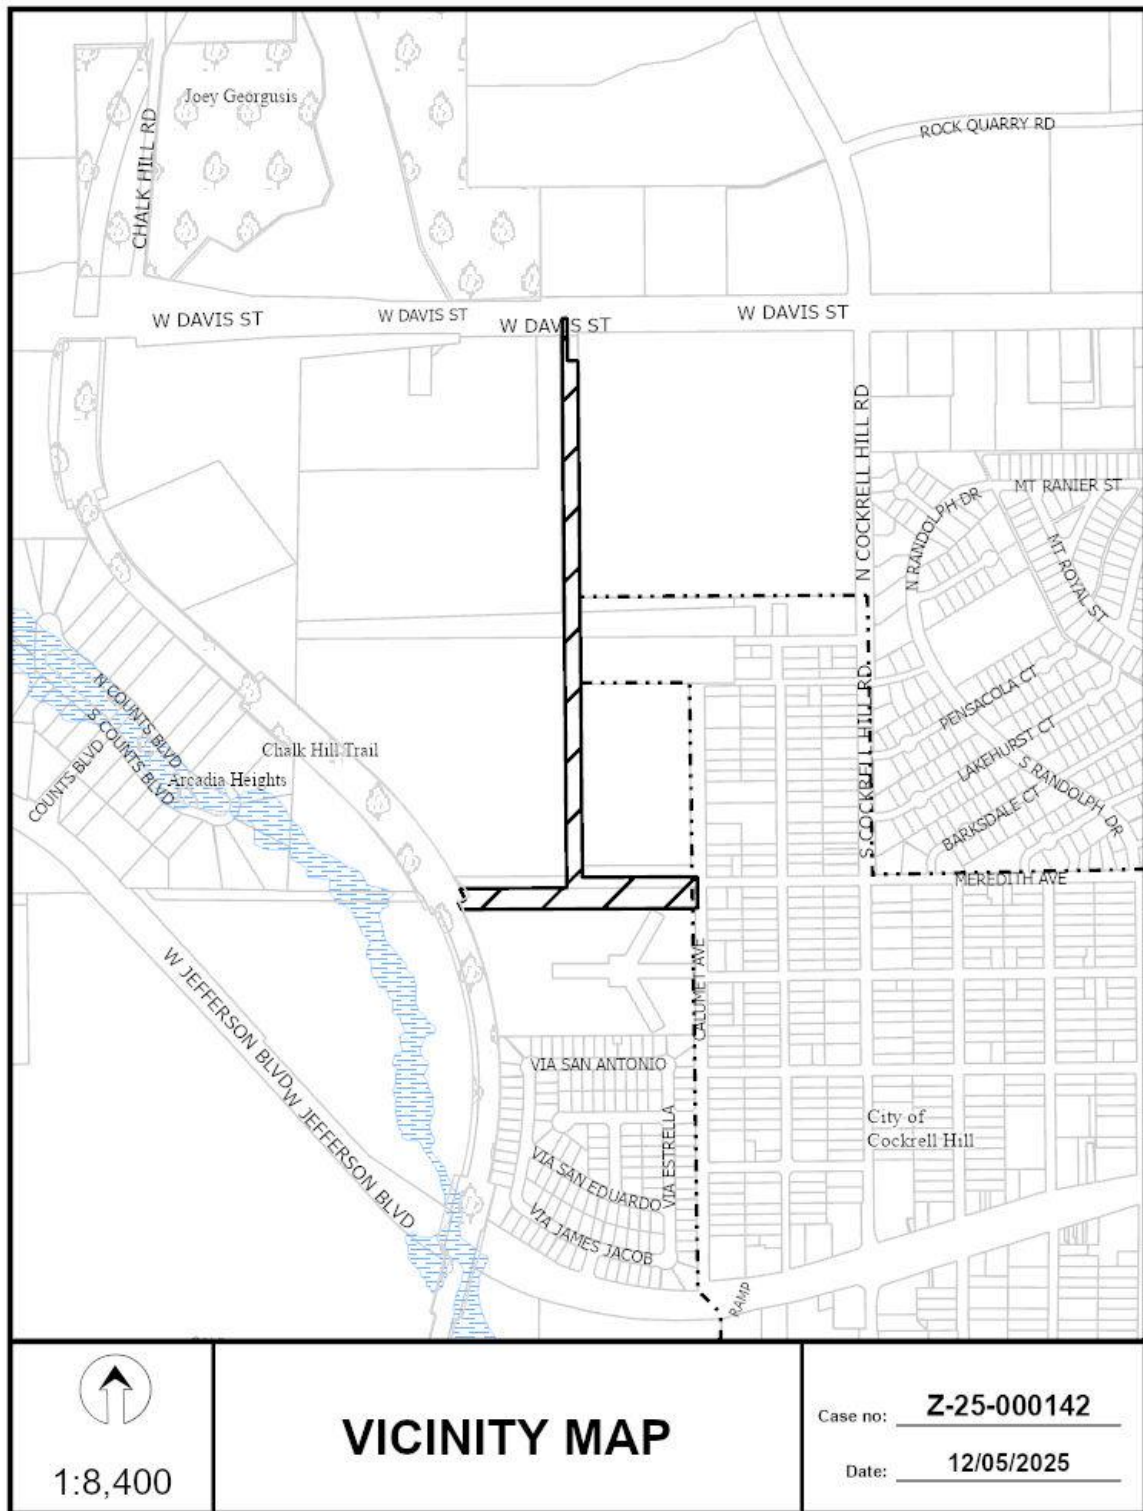 Joey Georgusis
CHALK HILL RD
ROCK QUARRY RD
W DAVIS ST
W DAVIS ST
W DAVIS ST
W DAVIS ST
N COCKRELL HILL RD
MT RANIER ST
N RANDOLPH DR
MT ROYAL ST
PENSACOLA CT
LAKEHURST CT
S RANDOLPH DR
BARKSDALE CT
S COCKRELL HILL RD
MEREDITH AVE
N COUNTS BLVD
S COUNTS BLVD
COUNTS BLVD
Chalk Hill Trail
Arcadia Heights
W JEFFERSON BLVD
W JEFFERSON BLVD
CALUMET AVE
VIA SAN ANTONIO
VIA ESTRELLA
VIA SAN EDUARDO
VIA JAMES JACOB
City of
Cockrell Hill
RAMP
1:8,400
VICINITY MAP
Case no: Z-25-000142
Date: 12/05/2025